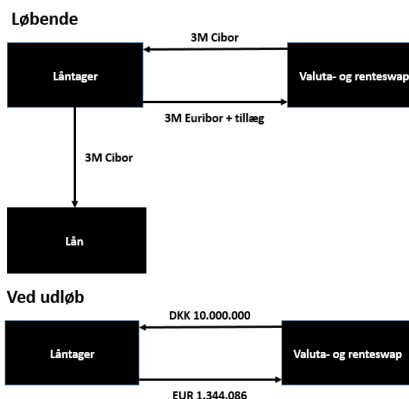 Løbende
3M Cibor
Låntager
Valuta- og renteswap
3M Euribor + tillæg
3M Cibor
Lån
Ved udløb
DKK 10.000.000
Låntager
Valuta- og renteswap
EUR 1.344.086